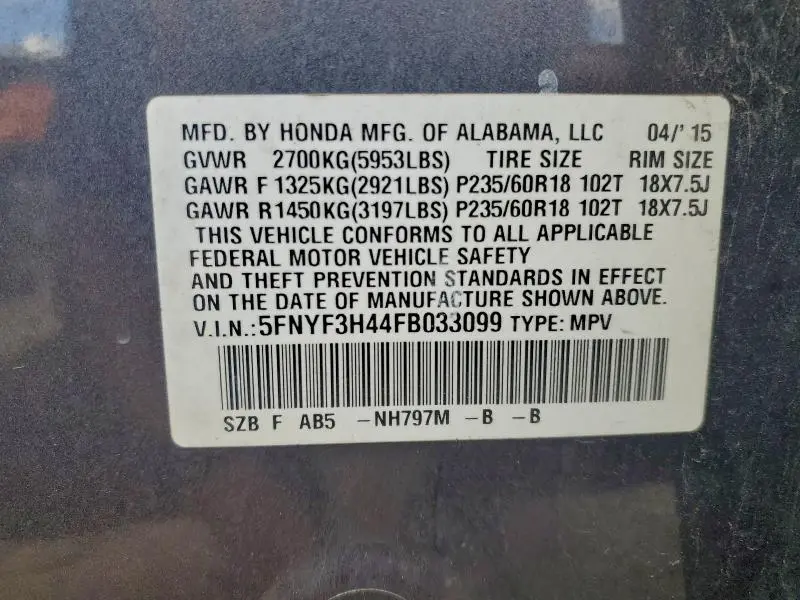 MFD. BY HONDA MFG. OF ALABAMA, LLC 04/'15
GVWR 2700KG(5953LBS) TIRE SIZE RIM SIZE
GAWR F 1325KG(2921LBS) P235/60R18 102T 18X7.5J
GAWR R1450KG(3197LBS) P235/60R18 102T 18X7.5J
THIS VEHICLE CONFORMS TO ALL APPLICABLE
FEDERAL MOTOR VEHICLE SAFETY
AND THEFT PREVENTION STANDARDS IN EFFECT
ON THE DATE OF MANUFACTURE SHOWN ABOVE.
V.I.N.:5FNYF3H44FB033099 TYPE: MPV
SZB F AB5 -NH797M -B -B